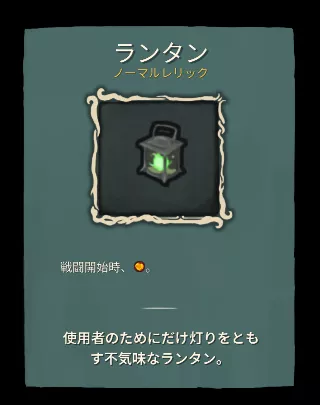 ランタン
ノーマルレリック
戦闘開始時、。
使用者のためにだけ灯りをとも
す不気味なランタン。